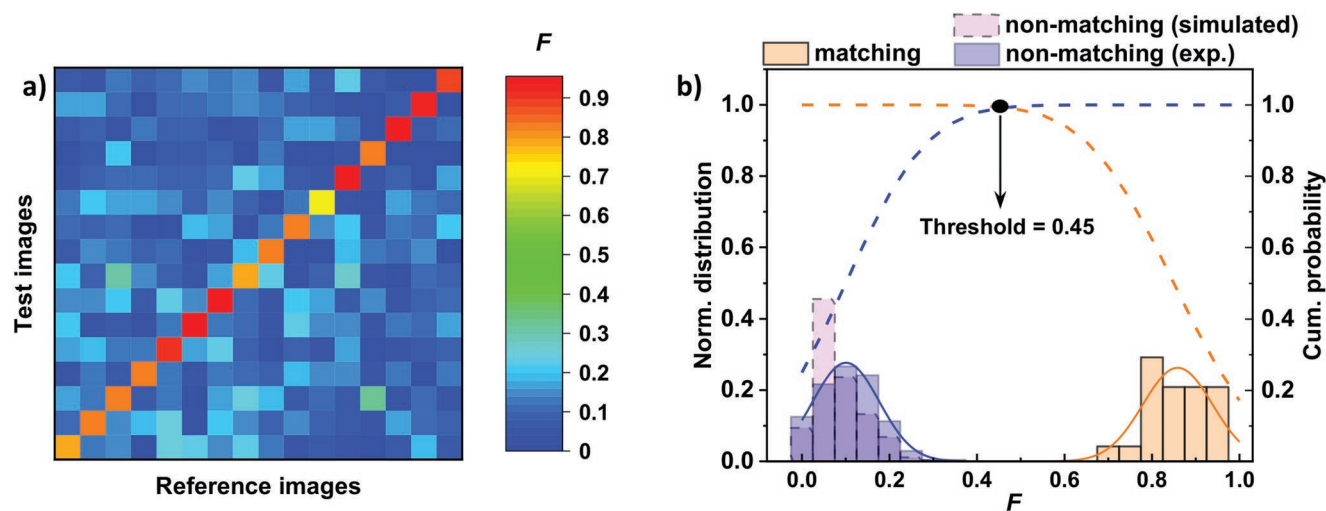 a)
Test images
Reference images
F
0.9
0.8
0.7
0.6
0.5
0.4
0.3
0.2
0.1
0
b)
non-matching (simulated)
matching
non-matching (exp.)
Norm. distribution
1.0
0.8
0.6
0.4
0.2
0.0
Threshold = 0.45
1.0
0.8
0.6
0.4
0.2
Cum. probability
0.0 0.2 0.4 0.6 0.8 1.0
F